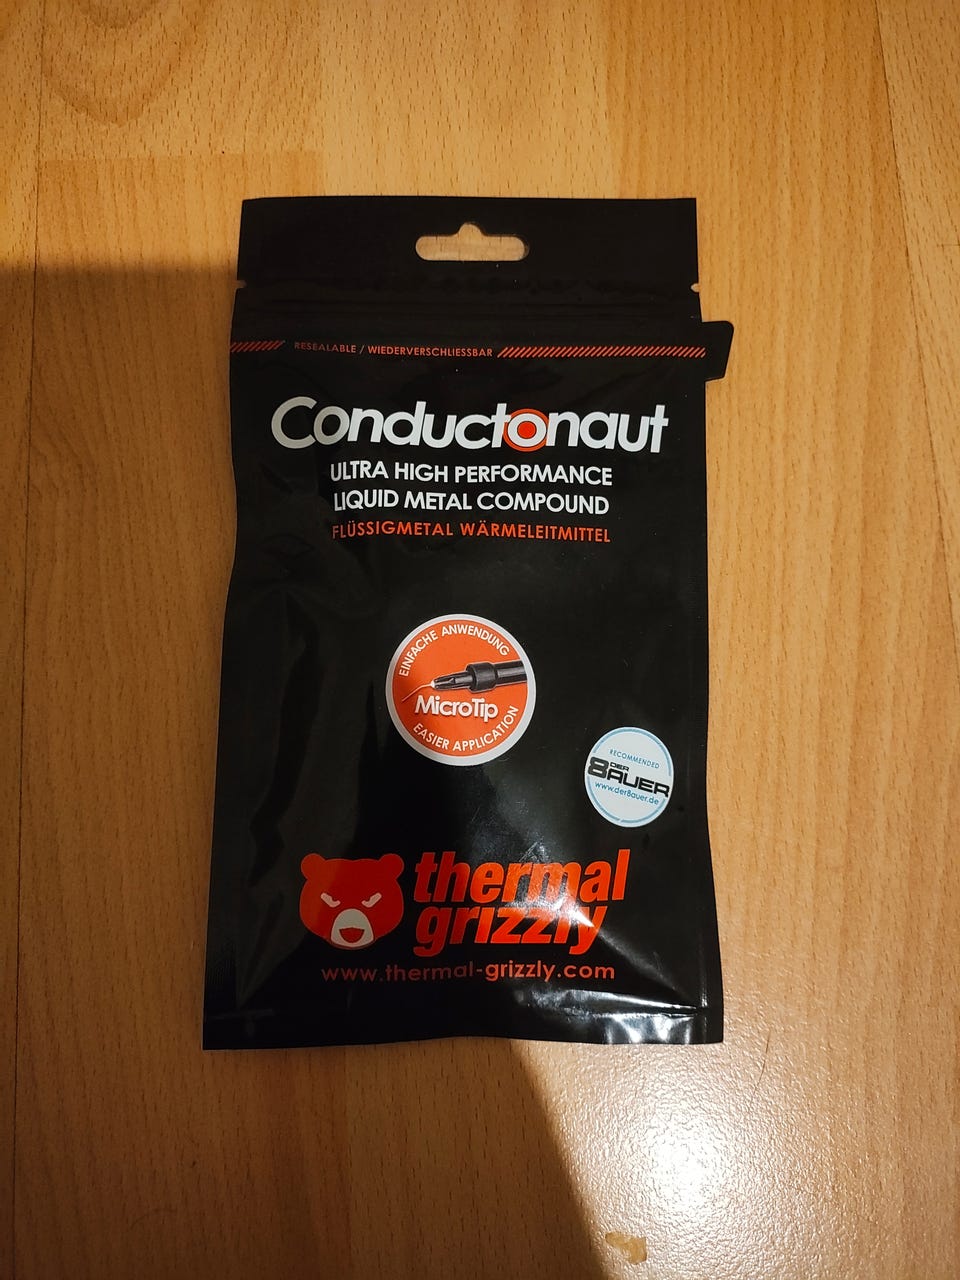 RESEALABLE / WIEDERVERSCHLIESSBAR
Conductonaut
ULTRA HIGH PERFORMANCE
LIQUID METAL COMPOUND
FLÜSSIGMETAL WÄRMELEITMITTEL
EINFACHE ANWENDUNG
MicroTip
EASIER APPLICATION
RECOMMENDED
DER
8AUER
www.der8auer.de
thermal
grizzly
www.thermal-grizzly.com